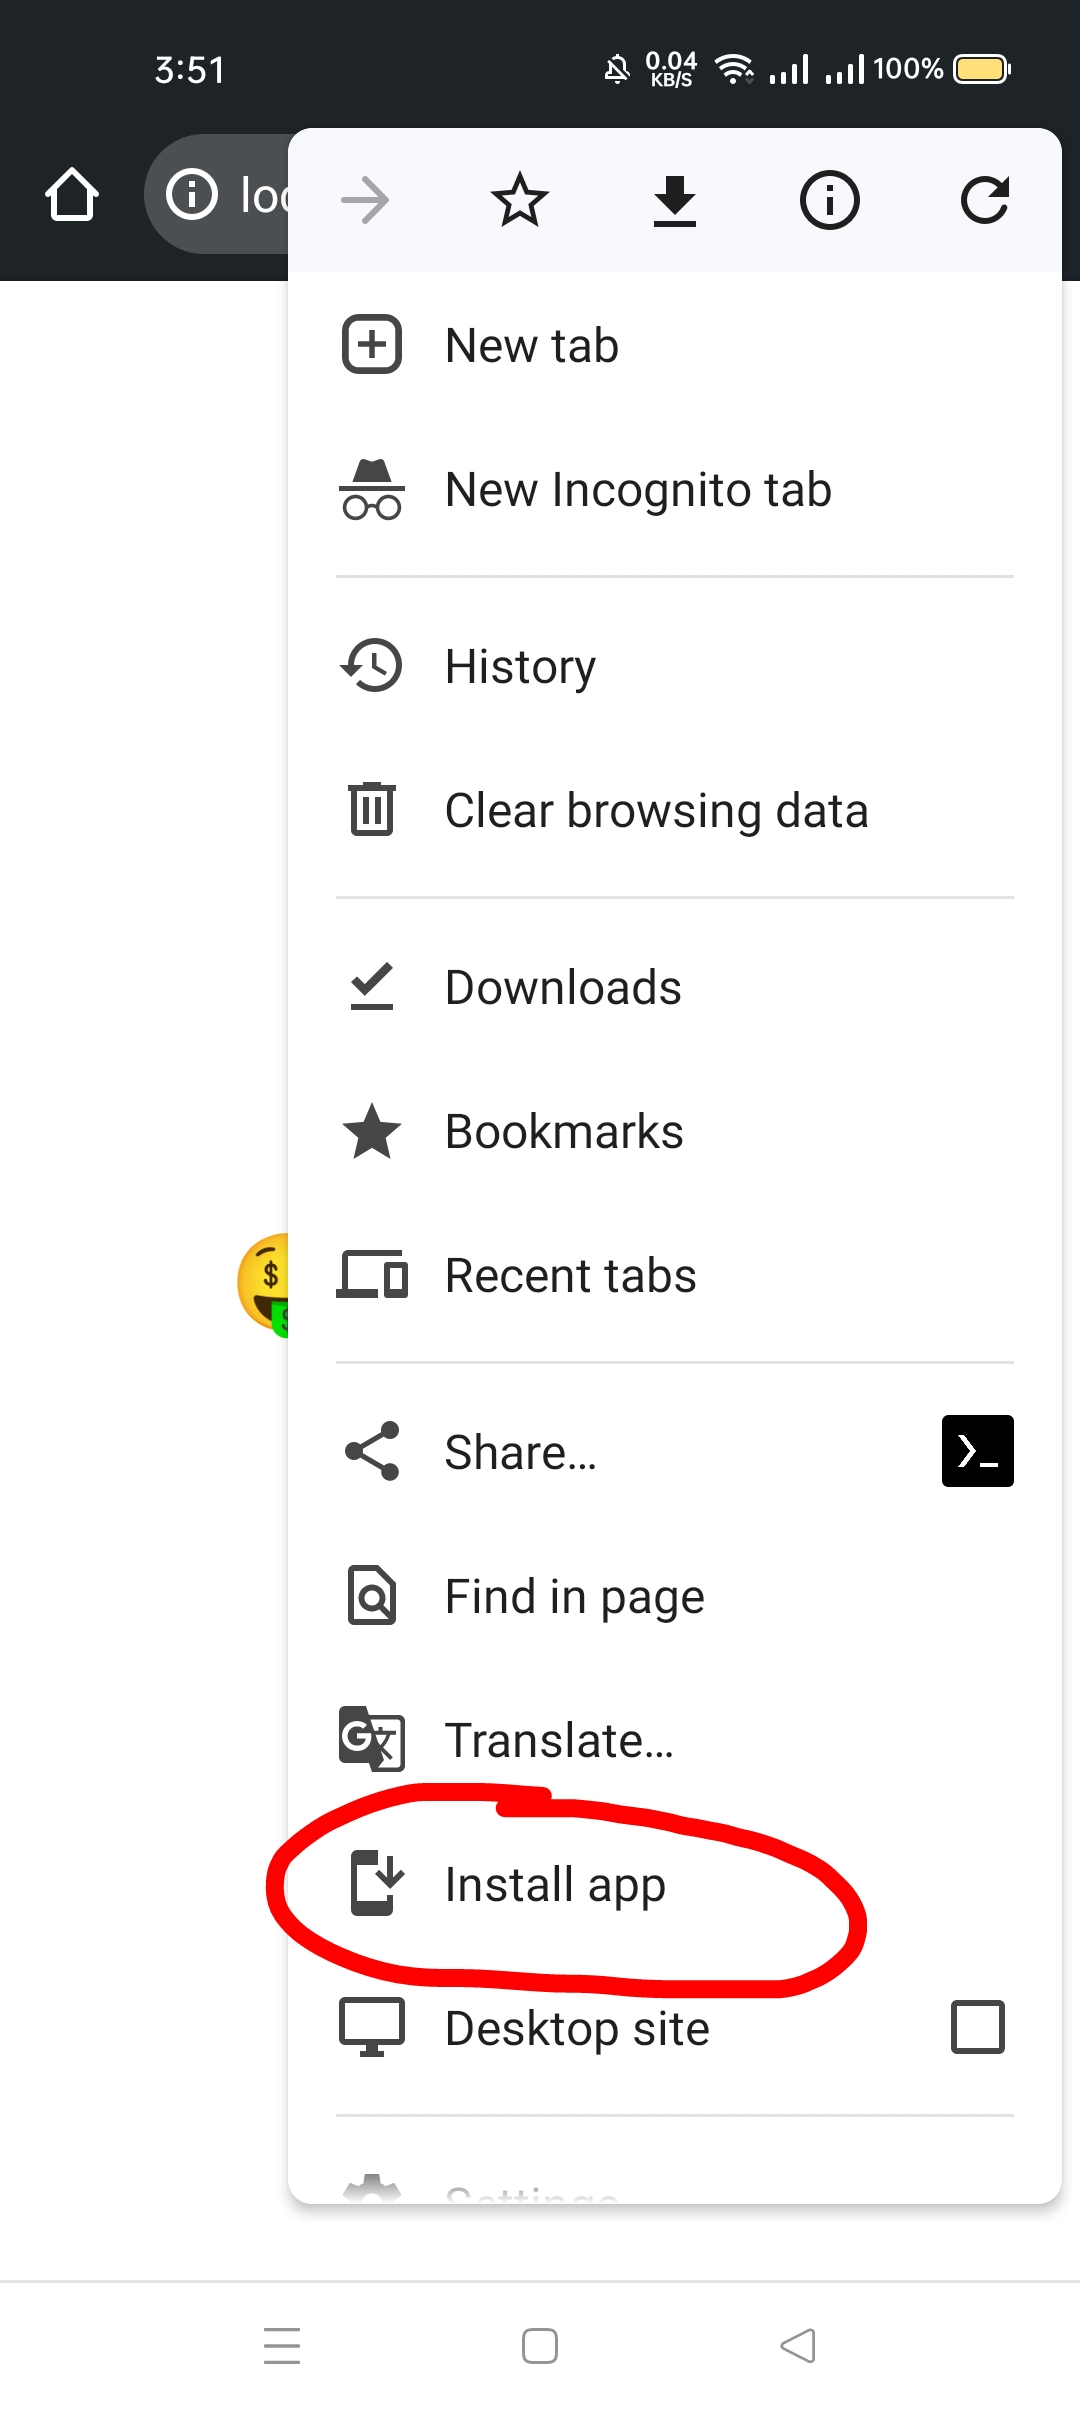 3:51
0.04
KB/S
100%
New tab
New Incognito tab
History
Clear browsing data
Downloads
Bookmarks
Recent tabs
Share...
Find in page
Translate...
Install app
Desktop site
Settings